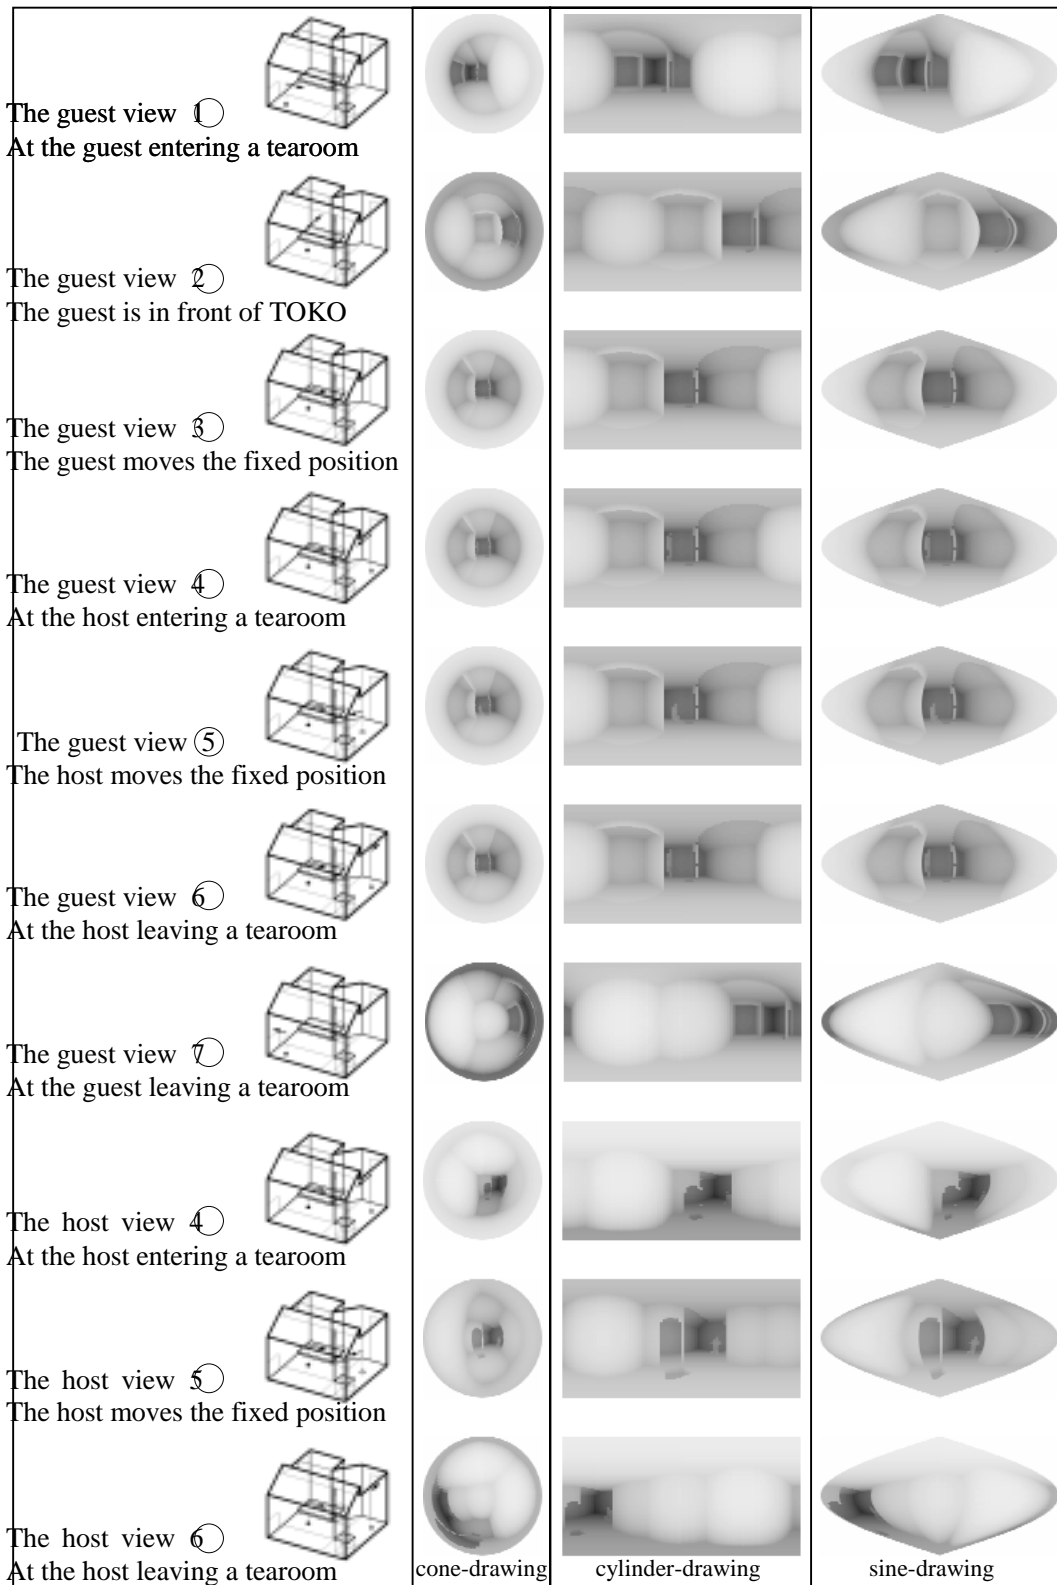 The guest view 1
At the guest entering a tearoom
The guest view 2
The guest is in front of TOKO
The guest view 3
The guest moves the fixed position
The guest view 4
At the host entering a tearoom
The guest view 5
The host moves the fixed position
The guest view 6
At the host leaving a tearoom
The guest view 7
At the guest leaving a tearoom
The host view 4
At the host entering a tearoom
The host view 5
The host moves the fixed position
The host view 6
At the host leaving a tearoom
cone-drawing cylinder-drawing sine-drawing